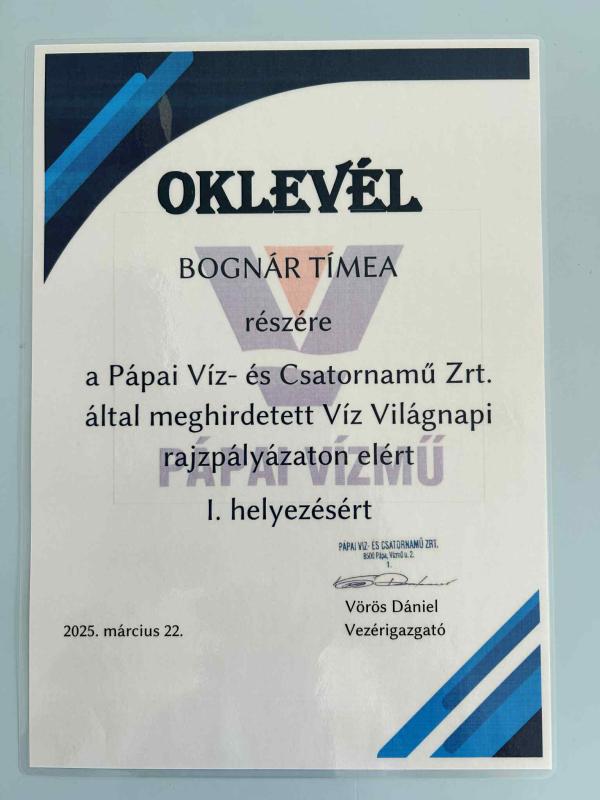 OKLEVÉL
BOGNÁR TÍMEA
részére
a Pápai Víz- és Csatornamű Zrt.
által meghirdetett Víz Világnapi
rajzpályázaton elért
PÁPAI VÍZMŰ
I. helyezésért
PÁPAI VÍZ- ÉS CSATORNAMŰ ZRT.
8500 Pápa, Vízmű u. 2.
1.
Vörös Dániel
2025. március 22.
Vezérigazgató